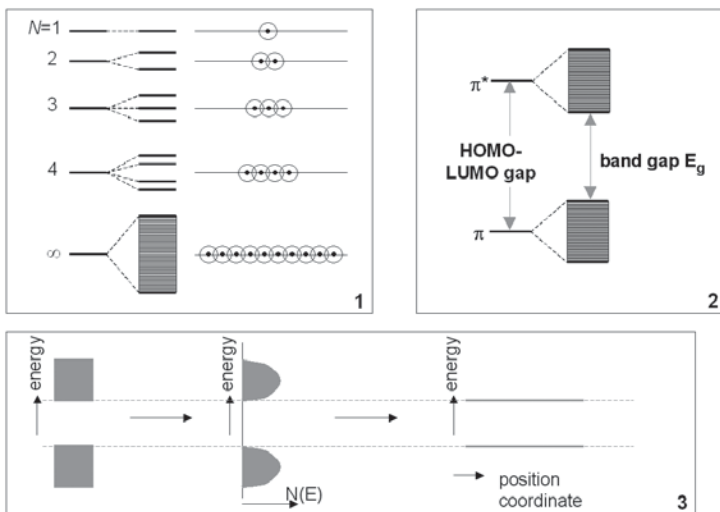 N=1
2
3
4
∞
1
π*
HOMO-
LUMO gap
band gap Eg
π
2
energy
energy
energy
N(E)
position
coordinate
3